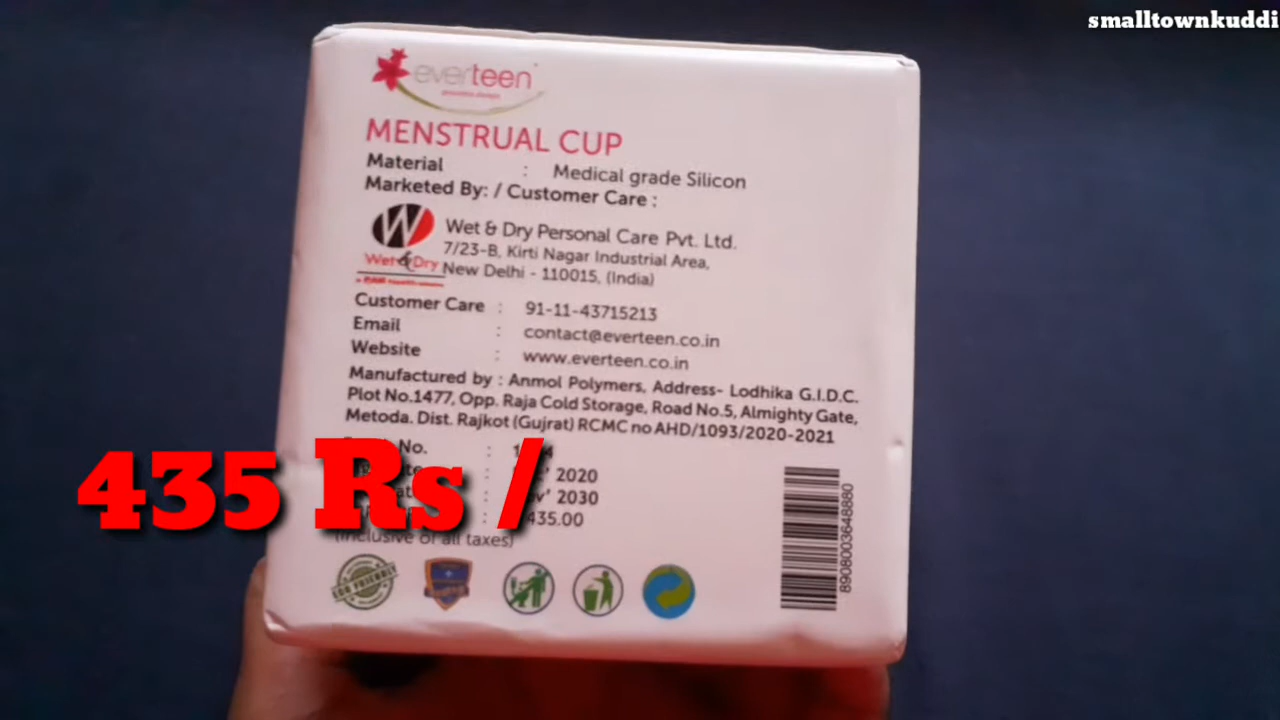 smalltownkuddi
everteen
MENSTRUAL CUP
Material : Medical grade Silicon
Marketed By: / Customer Care :
W
Wet & Dry
Wet & Dry Personal Care Pvt. Ltd.
7/23-B, Kirti Nagar Industrial Area,
New Delhi - 110015, (India)
Customer Care : 91-11-43715213
Email : contact@everteen.co.in
Website : www.everteen.co.in
Manufactured by : Anmol Polymers, Address- Lodhika G.I.D.C.
Plot No.1477, Opp. Raja Cold Storage, Road No.5, Almighty Gate,
Metoda. Dist. Rajkot (Gujrat) RCMC no AHD/1093/2020-2021
No. :
: 2020
: 2030
: 435.00
(Inclusive of all taxes)
435 Rs /
ECO FRIENDLY
8908003648880